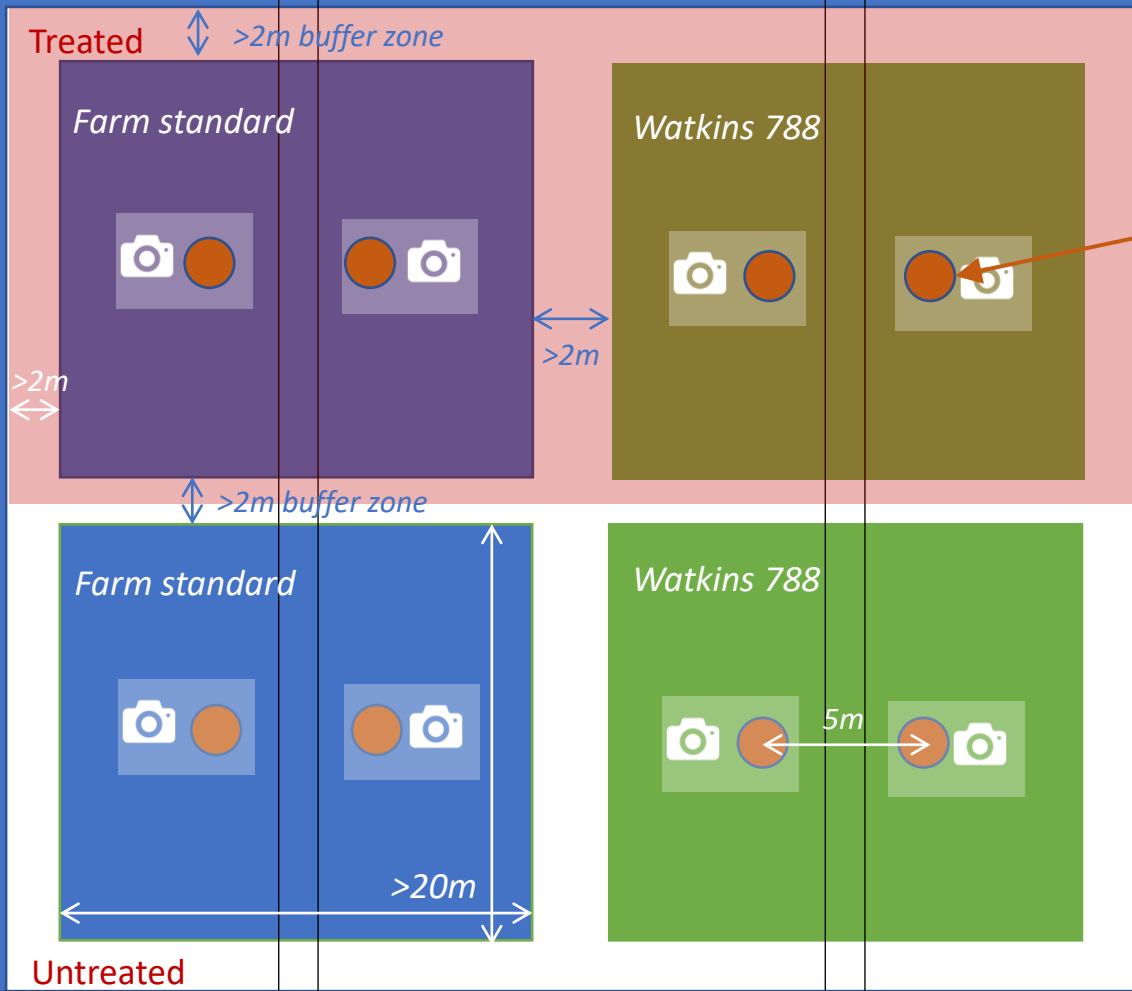 Treated
>2m buffer zone
Farm standard
Watkins 788
>2m
>2m
>2m buffer zone
Farm standard
Watkins 788
5m
>20m
Untreated